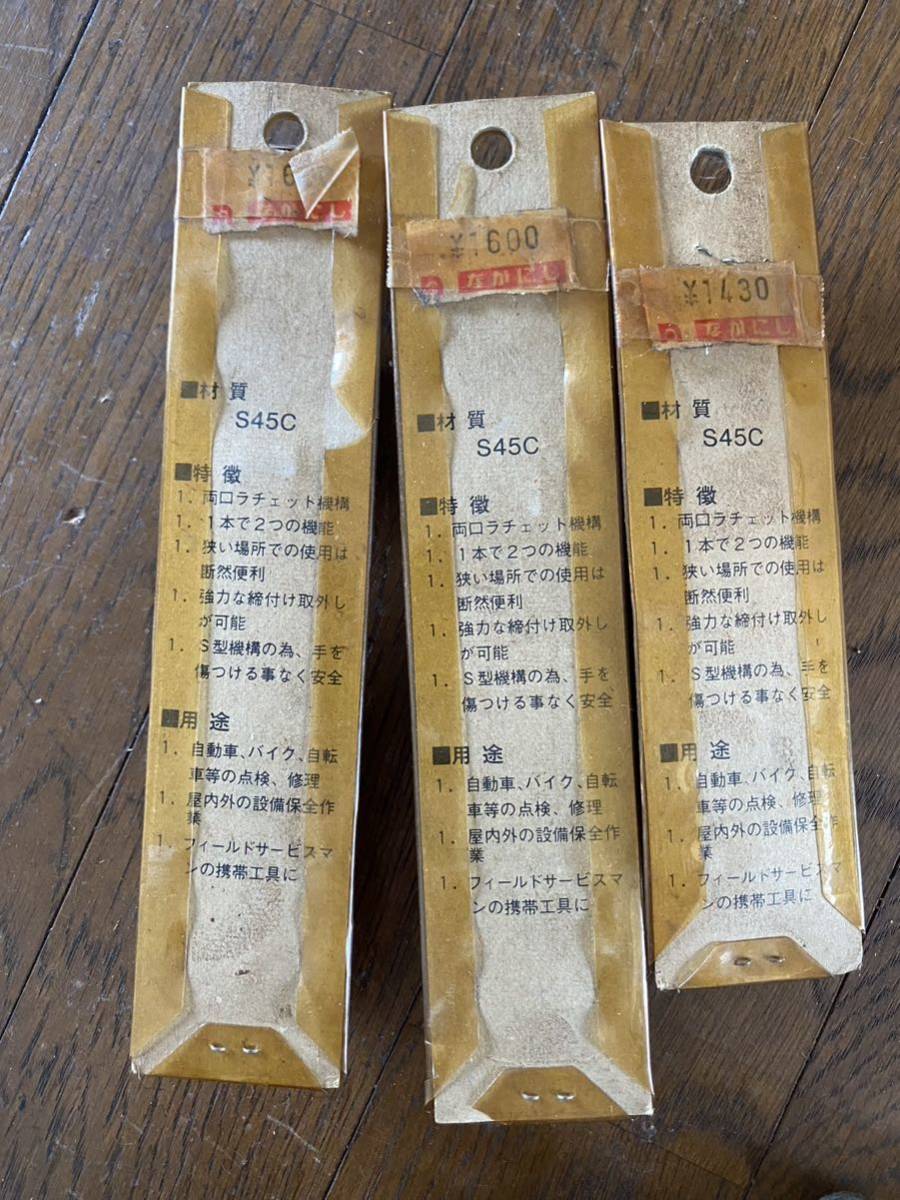 ¥16
なかにし
■材質
S45C
■特徴
1. 両口ラチェット機構
1. 1本で2つの機能
1. 狭い場所での使用は
断然便利
1. 強力な締付け取外し
が可能
1. S型機構の為、手を
傷つける事なく安全
■用途
1. 自動車、バイク、自転
車等の点検、修理
1. 屋内外の設備保全作
業
1. フィールドサービスマ
ンの携帯工具に
¥1600
なかにし
■材質
S45C
■特徴
1. 両口ラチェット機構
1. 1本で2つの機能
1. 狭い場所での使用は
断然便利
1. 強力な締付け取外し
が可能
1. S型機構の為、手を
傷つける事なく安全
■用途
1. 自動車、バイク、自転
車等の点検、修理
1. 屋内外の設備保全作
業
1. フィールドサービスマ
ンの携帯工具に
¥1430
なかにし
■材質
S45C
■特徴
1. 両口ラチェット機構
1. 1本で2つの機能
1. 狭い場所での使用は
断然便利
1. 強力な締付け取外し
が可能
1. S型機構の為、手を
傷つける事なく安全
■用途
1. 自動車、バイク、自転
車等の点検、修理
1. 屋内外の設備保全作
業
1. フィールドサービスマ
ンの携帯工具に